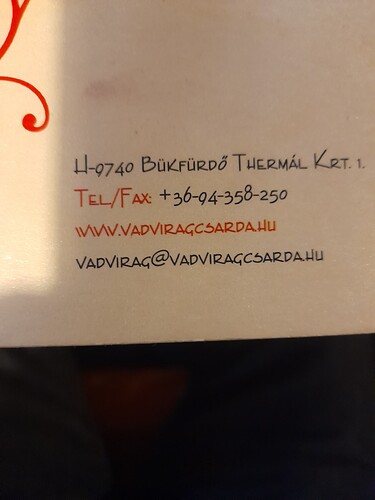 H-9740 Bükfürdő Thermál Krt. 1.
Tel/Fax: +36-94-358-250
www.vadviragcsarda.hu
vadvirag@vadviragcsarda.hu